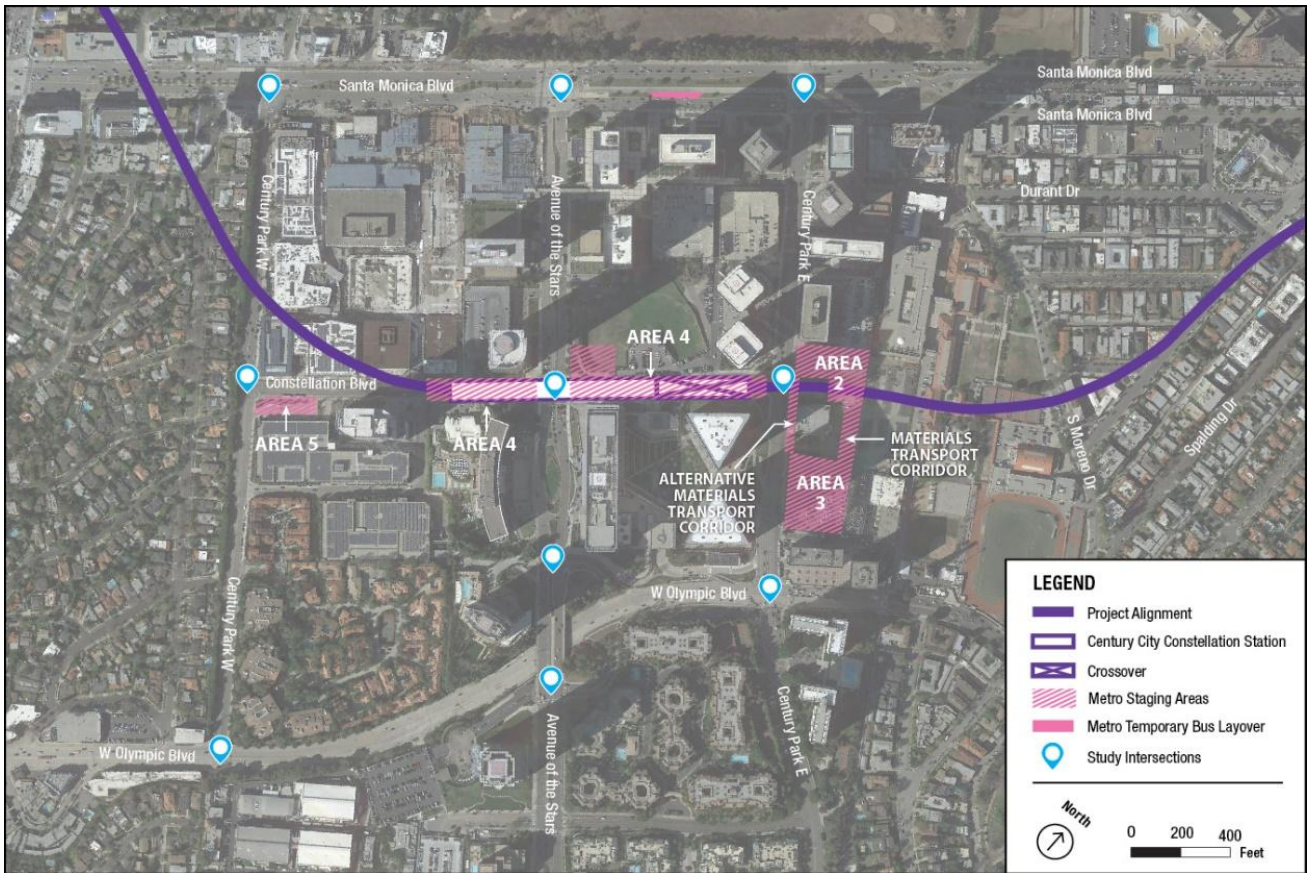 Santa Monica Blvd
Santa Monica Blvd
Santa Monica Blvd
Durant Dr
Century Park W
Avenue of the Stars
Century Park E
AREA 4
AREA
2
Constellation Blvd
AREA 5
AREA 4
MATERIALS
TRANSPORT
CORRIDOR
ALTERNATIVE
MATERIALS
TRANSPORT
CORRIDOR
AREA
3
S Moreno Dr
Spalding Dr
W Olympic Blvd
Century Park W
Century Park E
Avenue of the Stars
W Olympic Blvd
LEGEND
Project Alignment
Century City Constellation Station
Crossover
Metro Staging Areas
Metro Temporary Bus Layover
Study Intersections
North
0 200 400
Feet